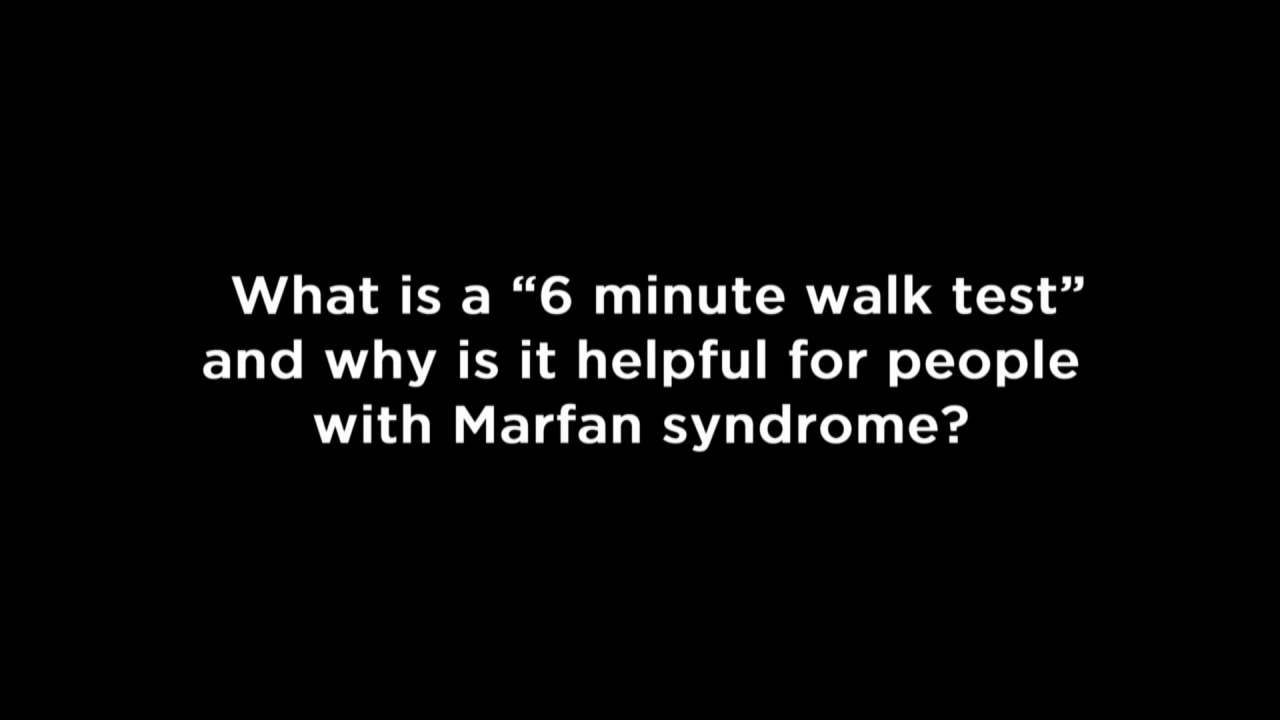 What is a “6 minute walk test”
and why is it helpful for people
with Marfan syndrome?